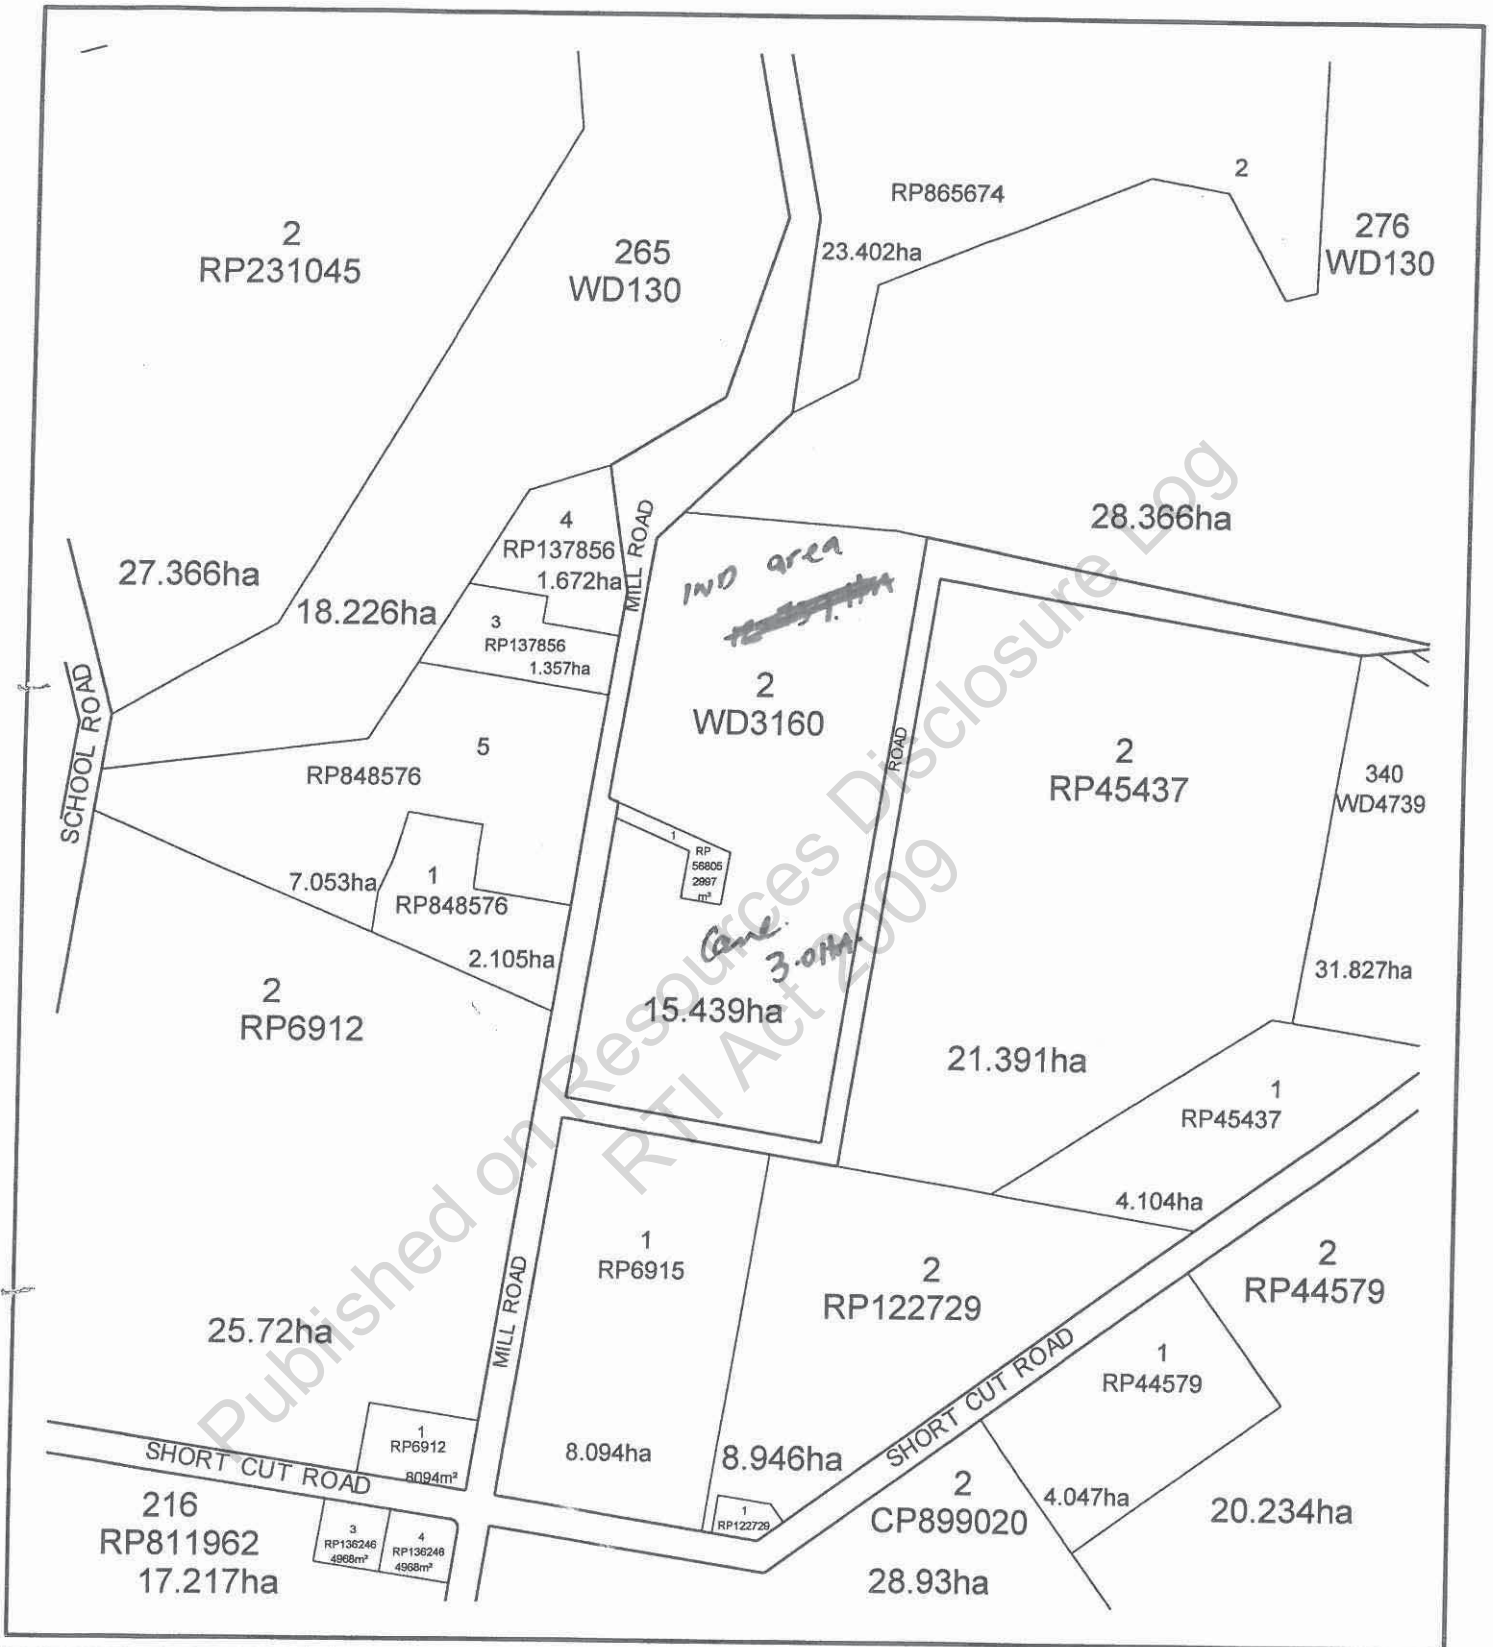 2
RP231045
265
WD130
RP865674
2
23.402ha
276
WD130
28.366ha
27.366ha
18.226ha
4
RP137856
1.672ha
MILL ROAD
IND area
3
RP137856
1.357ha
2
WD3160
SCHOOL ROAD
5
RP848576
ROAD
2
RP45437
340
WD4739
1
RP
56805
2997
m²
7.053ha
1
RP848576
2.105ha
Cane.
3.0HA.
15.439ha
31.827ha
2
RP6912
21.391ha
1
RP45437
4.104ha
25.72ha
MILL ROAD
1
RP6915
8.094ha
2
RP122729
8.946ha
2
RP44579
SHORT CUT ROAD
1
RP44579
4.047ha
20.234ha
1
RP6912
8094m²
SHORT CUT ROAD
216
RP811962
17.217ha
3
RP136246
4968m²
4
RP136246
4968m²
1
RP122729
2
CP899020
28.93ha
Published on Resources Disclosure Log
RTI Act 2009